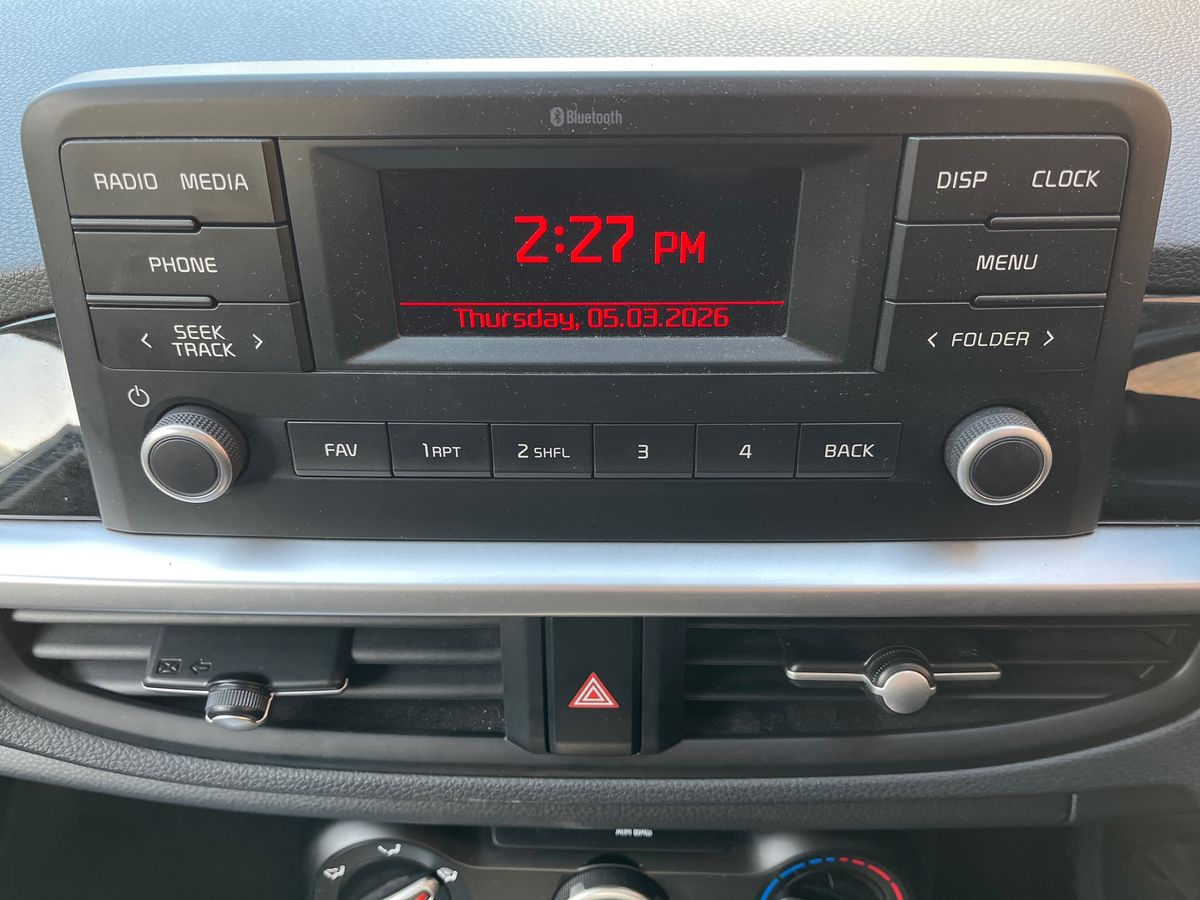 Bluetooth
RADIO MEDIA
DISP CLOCK
2:27 PM
PHONE
MENU
Thursday, 05.03.2026
< SEEK TRACK >
< FOLDER >
FAV 1 RPT 2 SHFL 3 4 BACK